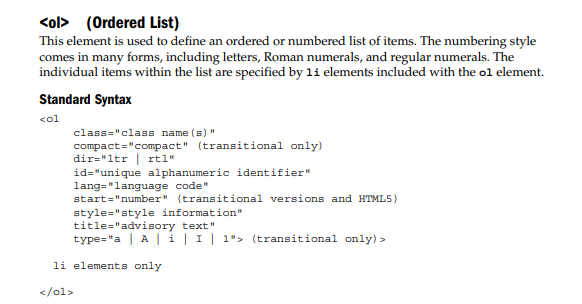 <ol> (Ordered List)
This element is used to define an ordered or numbered list of items. The numbering style
comes in many forms, including letters, Roman numerals, and regular numerals. The
individual items within the list are specified by li elements included with the ol element.
Standard Syntax
<ol
class="class name(s)"
compact="compact" (transitional only)
dir="ltr | rtl"
id="unique alphanumeric identifier"
lang="language code"
start="number" (transitional versions and HTML5)
style="style information"
title="advisory text"
type="a | A | i | I | 1"> (transitional only)>
li elements only
</ol>